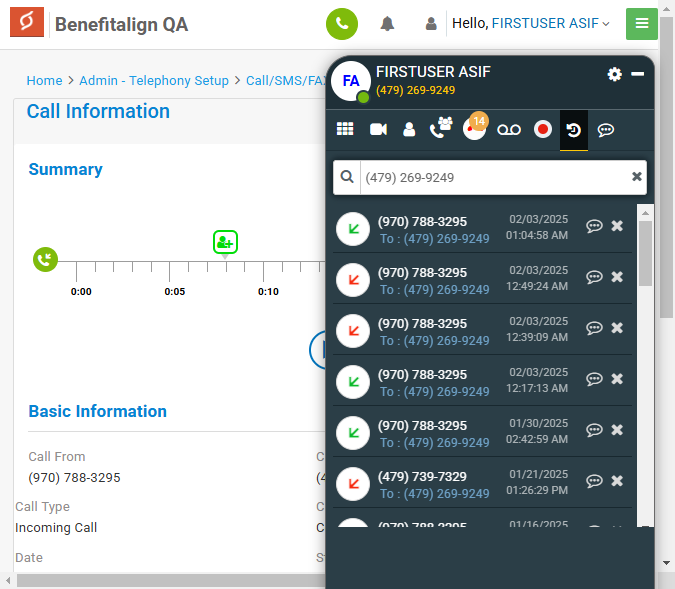 Benefitalign QA
Hello, FIRSTUSER ASIF
Home > Admin - Telephony Setup > Call/SMS/FAX
Call Information
Summary
0:00 0:05 0:10
Basic Information
Call From
(970) 788-3295
Call Type
Incoming Call
Date
FA
FIRSTUSER ASIF
(479) 269-9249
14
(479) 269-9249
(970) 788-3295 02/03/2025
To : (479) 269-9249 01:04:58 AM
(970) 788-3295 02/03/2025
To : (479) 269-9249 12:49:24 AM
(970) 788-3295 02/03/2025
To : (479) 269-9249 12:39:09 AM
(970) 788-3295 02/03/2025
To : (479) 269-9249 12:17:13 AM
(970) 788-3295 01/30/2025
To : (479) 269-9249 02:42:59 AM
(479) 739-7329 01/21/2025
To : (479) 269-9249 01:26:29 PM
(970) 788-3295 01/16/2025